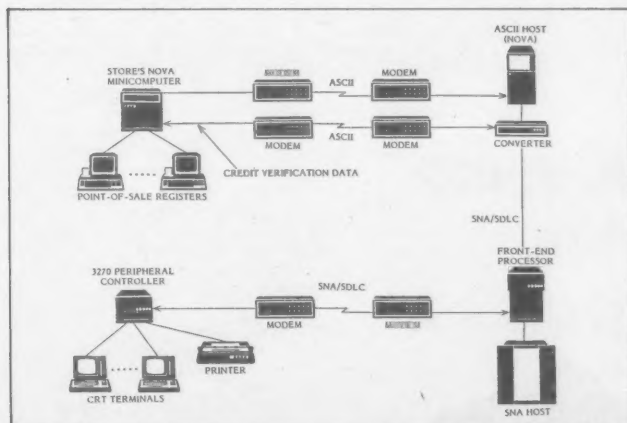 ASCII HOST
(NOVA)
STORE'S NOVA
MINICOMPUTER
MODEM
ASCII
MODEM
ASCII
MODEM
MODEM
CONVERTER
CREDIT VERIFICATION DATA
POINT-OF-SALE REGISTERS
SNA/SDLC
FRONT-END
PROCESSOR
3270 PERIPHERAL
CONTROLLER
SNA/SDLC
MODEM
PRINTER
CRT TERMINALS
SNA HOST